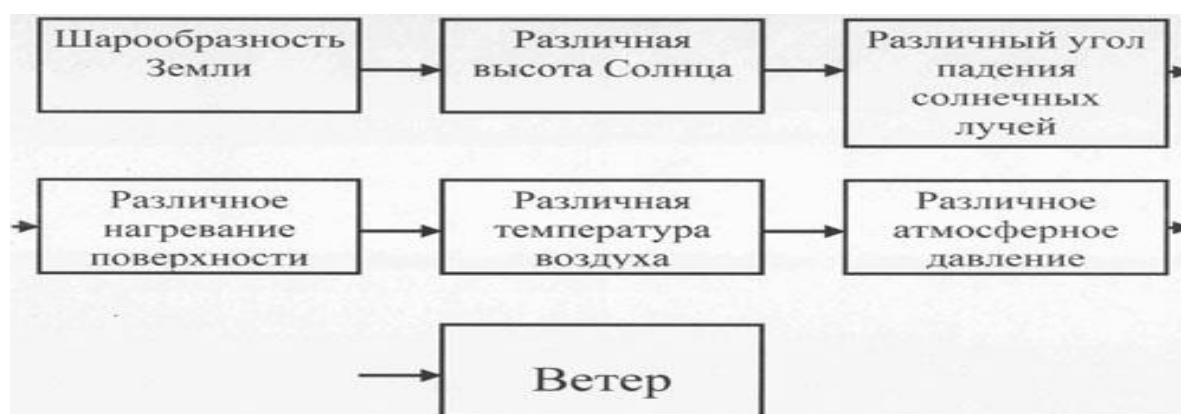 Шарообразность
Земли
Различная
высота Солнца
Различный угол
падения
солнечных
лучей
Различное
нагревание
поверхности
Различная
температура
воздуха
Различное
атмосферное
давление
Ветер